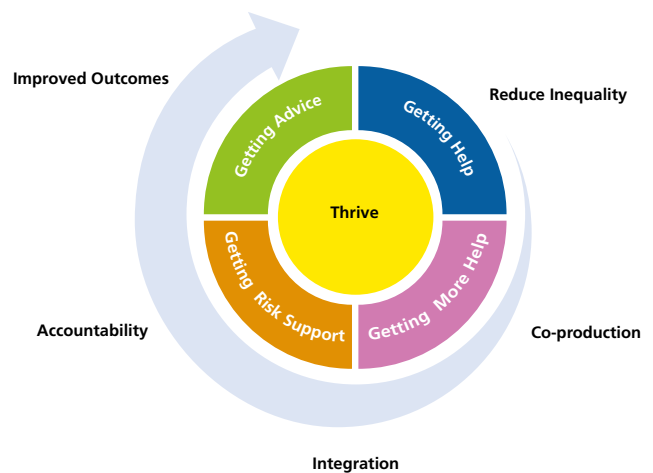 Improved Outcomes
Reduce Inequality
Getting Advice
Getting Help
Thrive
Getting Risk Support
Getting More Help
Accountability
Co-production
Integration